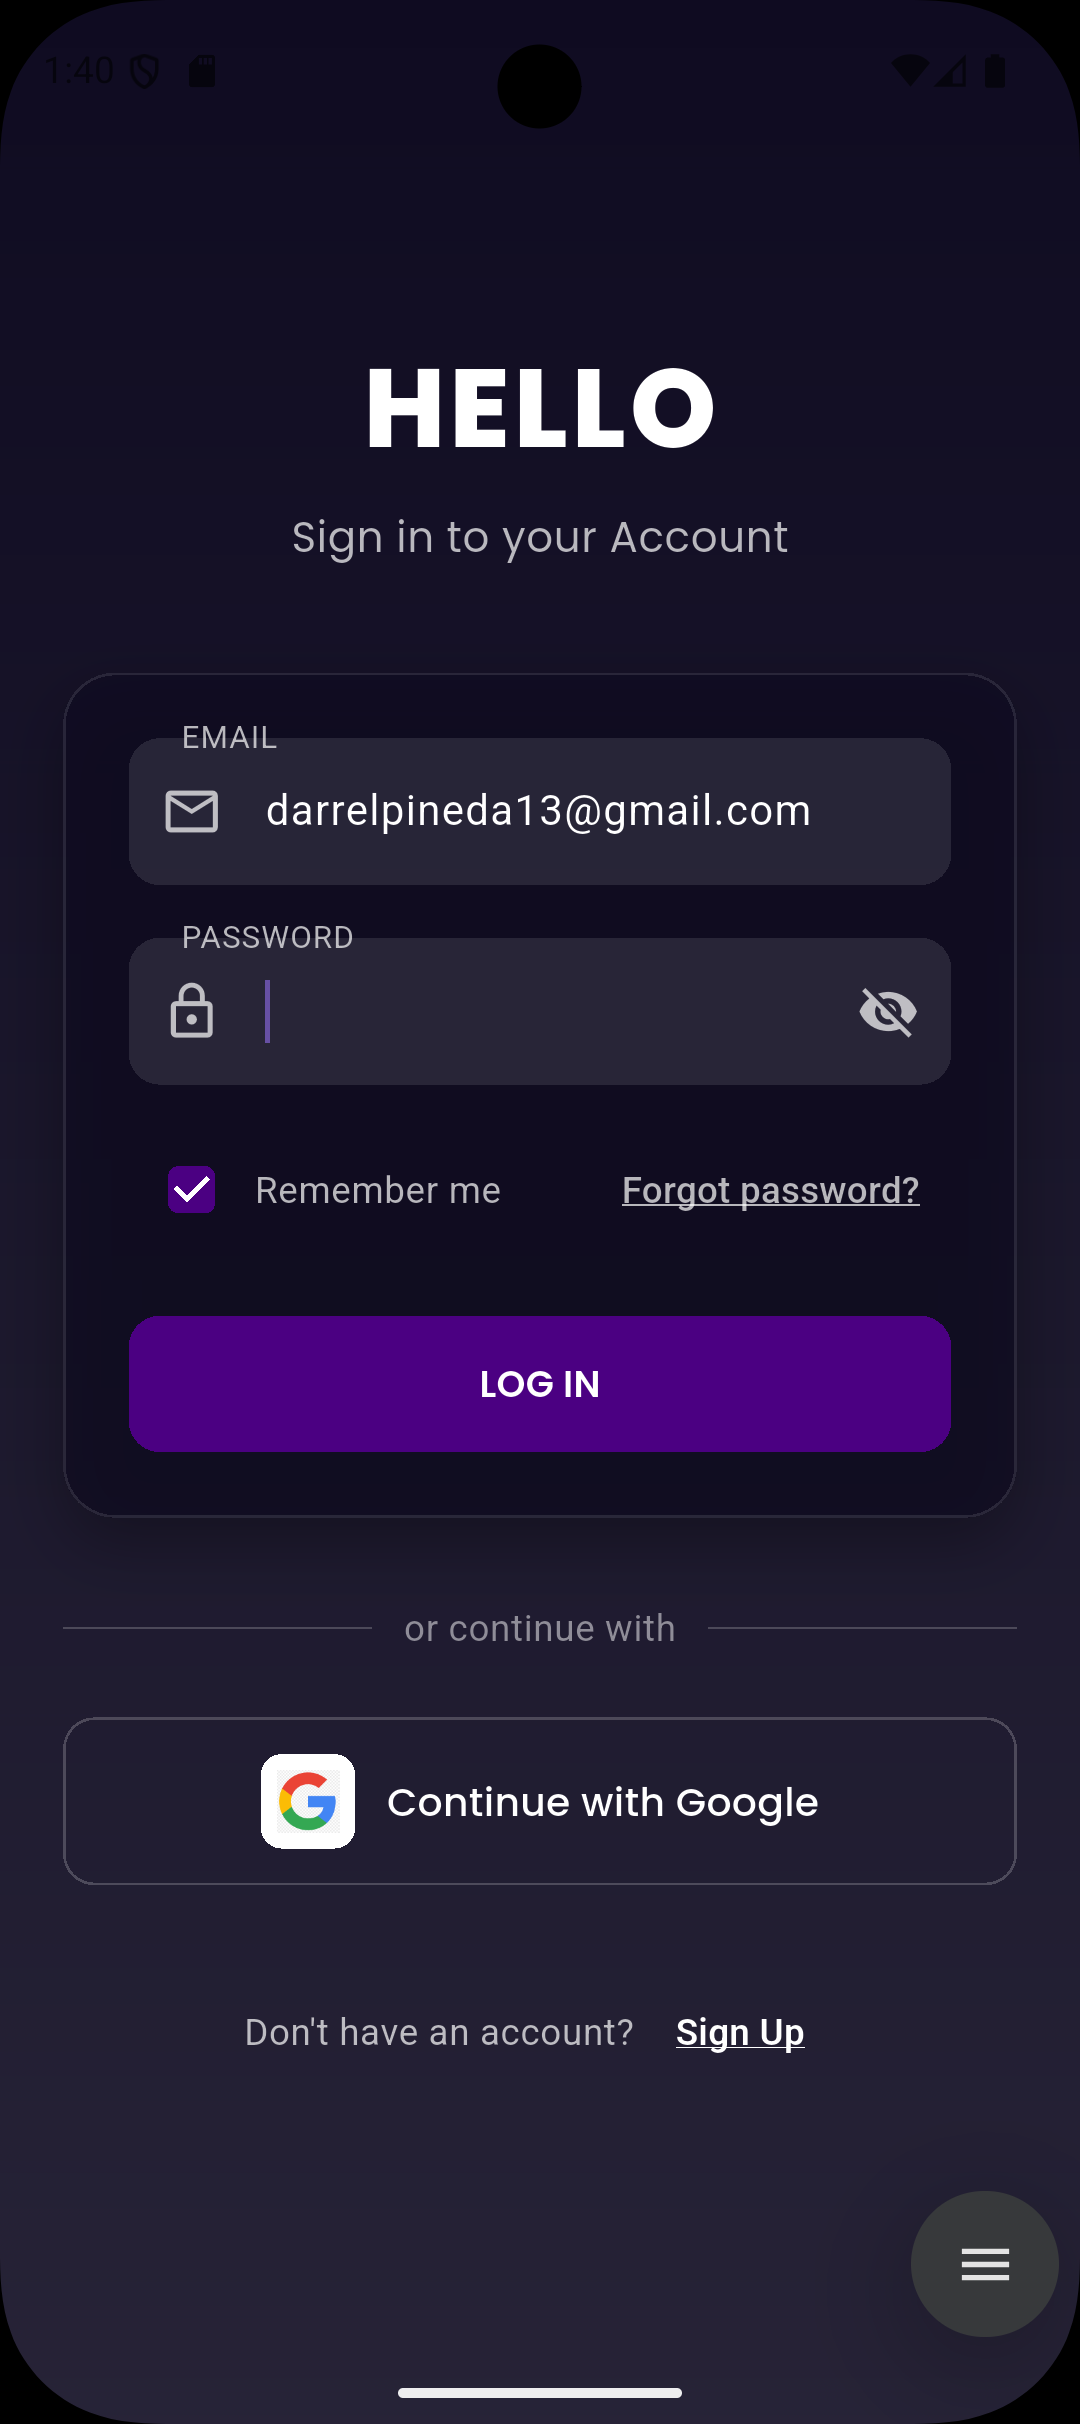 1:40
HELLO
Sign in to your Account
EMAIL
darrelpineda13@gmail.com
PASSWORD
Remember me Forgot password?
LOG IN
or continue with
Continue with Google
Don't have an account? Sign Up